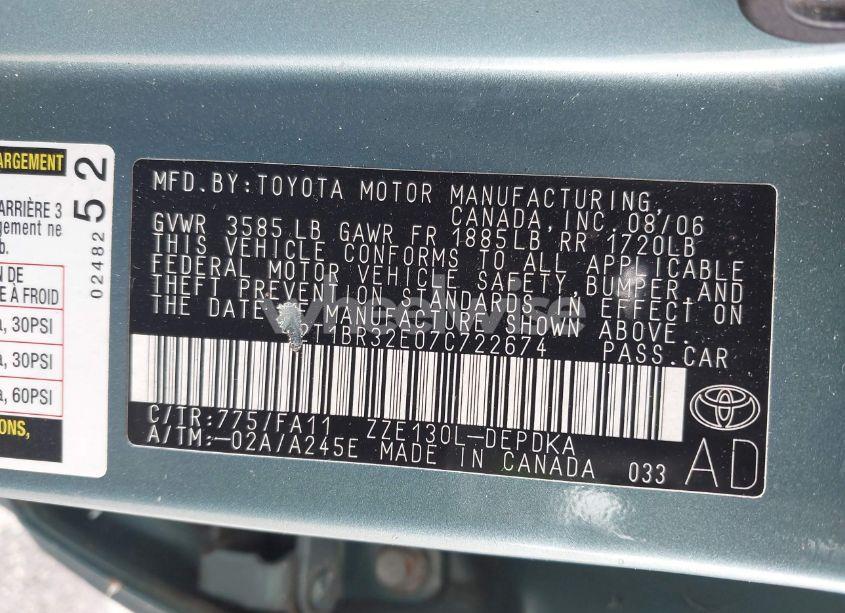 ARGEMENT
ARRIÈRE 3
gement ne
b.
N DE
E À FROID
a, 30PSI
a, 30PSI
a, 60PSI
ONS,
02482
52
MFD.BY:TOYOTA MOTOR MANUFACTURING,
CANADA,INC. 08/06
GVWR 3585LB GAWR FR 1885LB RR 1720LB
THIS VEHICLE CONFORMS TO ALL APPLICABLE
FEDERAL MOTOR VEHICLE SAFETY,BUMPER,AND
THEFT PREVENTION STANDARDS IN EFFECT ON
THE DATE OF MANUFACTURE SHOWN ABOVE.
2T1BR32E07C722674 PASS.CAR
C/TR:775/FA11 ZZE130L-DEPDKA
A/TM:-02A/A245E MADE IN CANADA 033
AD
wheelwise